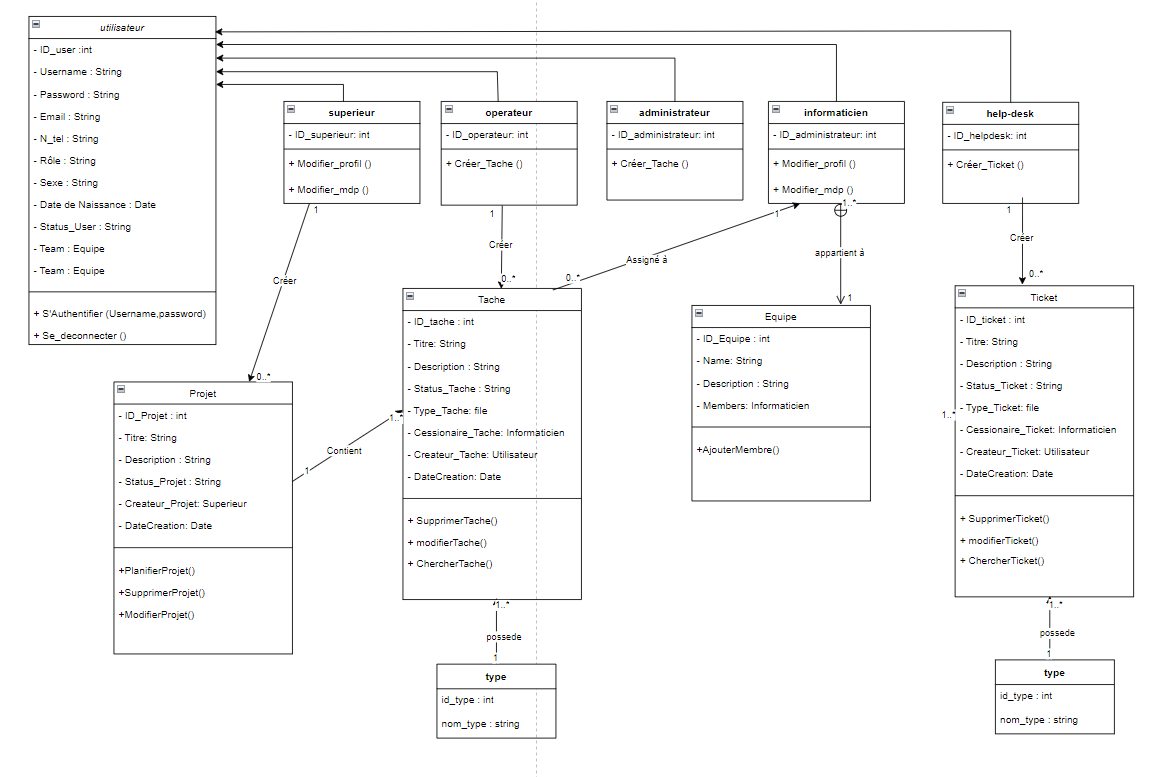 utilisateur
- ID_user :int
- Username : String
- Password : String
- Email : String
- N_tel : String
- Rôle : String
- Sexe : String
- Date de Naissance : Date
- Status_User : String
- Team : Equipe
- Team : Equipe
+ S'Authentifier (Username,password)
+ Se_deconnecter ()
superieur
- ID_superieur: int
+ Modifier_profil ()
+ Modifier_mdp ()
operateur
- ID_operateur: int
+ Créer_Tache ()
administrateur
- ID_administrateur: int
+ Créer_Tache ()
informaticien
- ID_administrateur: int
+ Modifier_profil ()
+ Modifier_mdp ()
help-desk
- ID_helpdesk: int
+ Créer_Ticket ()
1
Créer
0..*
1
Créer
0..*
0..*
Assigné à
1
1..*
appartient à
1
1
Créer
0..*
Projet
- ID_Projet : int
- Titre: String
- Description : String
- Status_Projet : String
- Createur_Projet: Superieur
- DateCreation: Date
+PlanifierProjet()
+SupprimerProjet()
+ModifierProjet()
1
Contient
1..*
Tache
- ID_tache : int
- Titre: String
- Description : String
- Status_Tache : String
- Type_Tache: file
- Cessionaire_Tache: Informaticien
- Createur_Tache: Utilisateur
- DateCreation: Date
+ SupprimerTache()
+ modifierTache()
+ ChercherTache()
1..*
possede
1
type
id_type : int
nom_type : string
Equipe
- ID_Equipe : int
- Name: String
- Description : String
- Members: Informaticien
+AjouterMembre()
Ticket
- ID_ticket : int
- Titre: String
- Description : String
- Status_Ticket : String
1..*
- Type_Ticket: file
- Cessionaire_Ticket: Informaticien
- Createur_Ticket: Utilisateur
- DateCreation: Date
+ SupprimerTicket()
+ modifierTicket()
+ ChercherTicket()
1..*
possede
1
type
id_type : int
nom_type : string